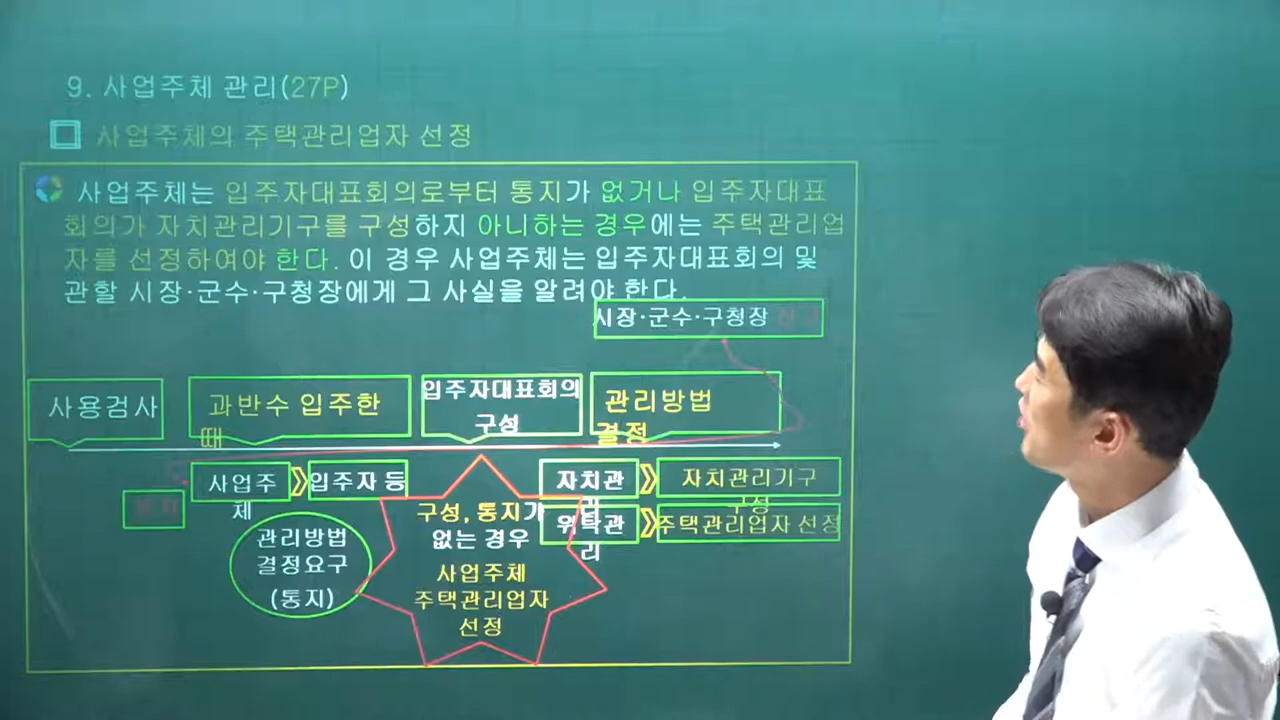 9. 사업주체 관리(27P)
사업주체의 주택관리업자 선정
사업주체는 입주자대표회의로부터 통지가 없거나 입주자대표
회의가 자치관리기구를 구성하지 아니하는 경우에는 주택관리업
자를 선정하여야 한다. 이 경우 사업주체는 입주자대표회의 및
관할 시장·군수·구청장에게 그 사실을 알려야 한다.
시장·군수·구청장
사용검사
과반수 입주한
때
입주자대표회의
구성
관리방법
결정
사업주
체
입주자 등
관리방법
결정요구
(통지)
구성, 통지가
없는 경우
사업주체
주택관리업자
선정
자치관
리
자치관리기구
구성
위탁관
리
주택관리업자 선정